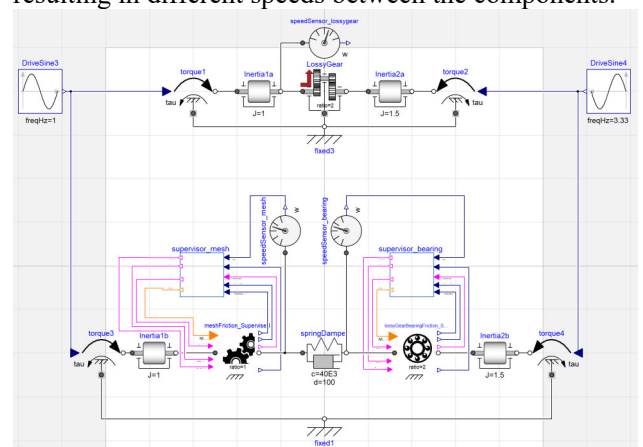 resulting in different speeds between the components.
speedSensor_lossygear
w
DriveSine3
DriveSine4
torque1
Inertia1a
LossyGear
Inertia2a
torque2
tau
tau
ratio=2
J=1
J=1.5
freqHz=1
freqHz=3.33
fixed3
speedSensor_mesh
w
speedSensor_bearing
w
supervisor_mesh
supervisor_bearing
torque3
Inertia1b
springDampe
Inertia2b
torque4
tau
tau
ratio=1
ratio=2
J=1
c=40E3
J=1.5
d=100
fixed1